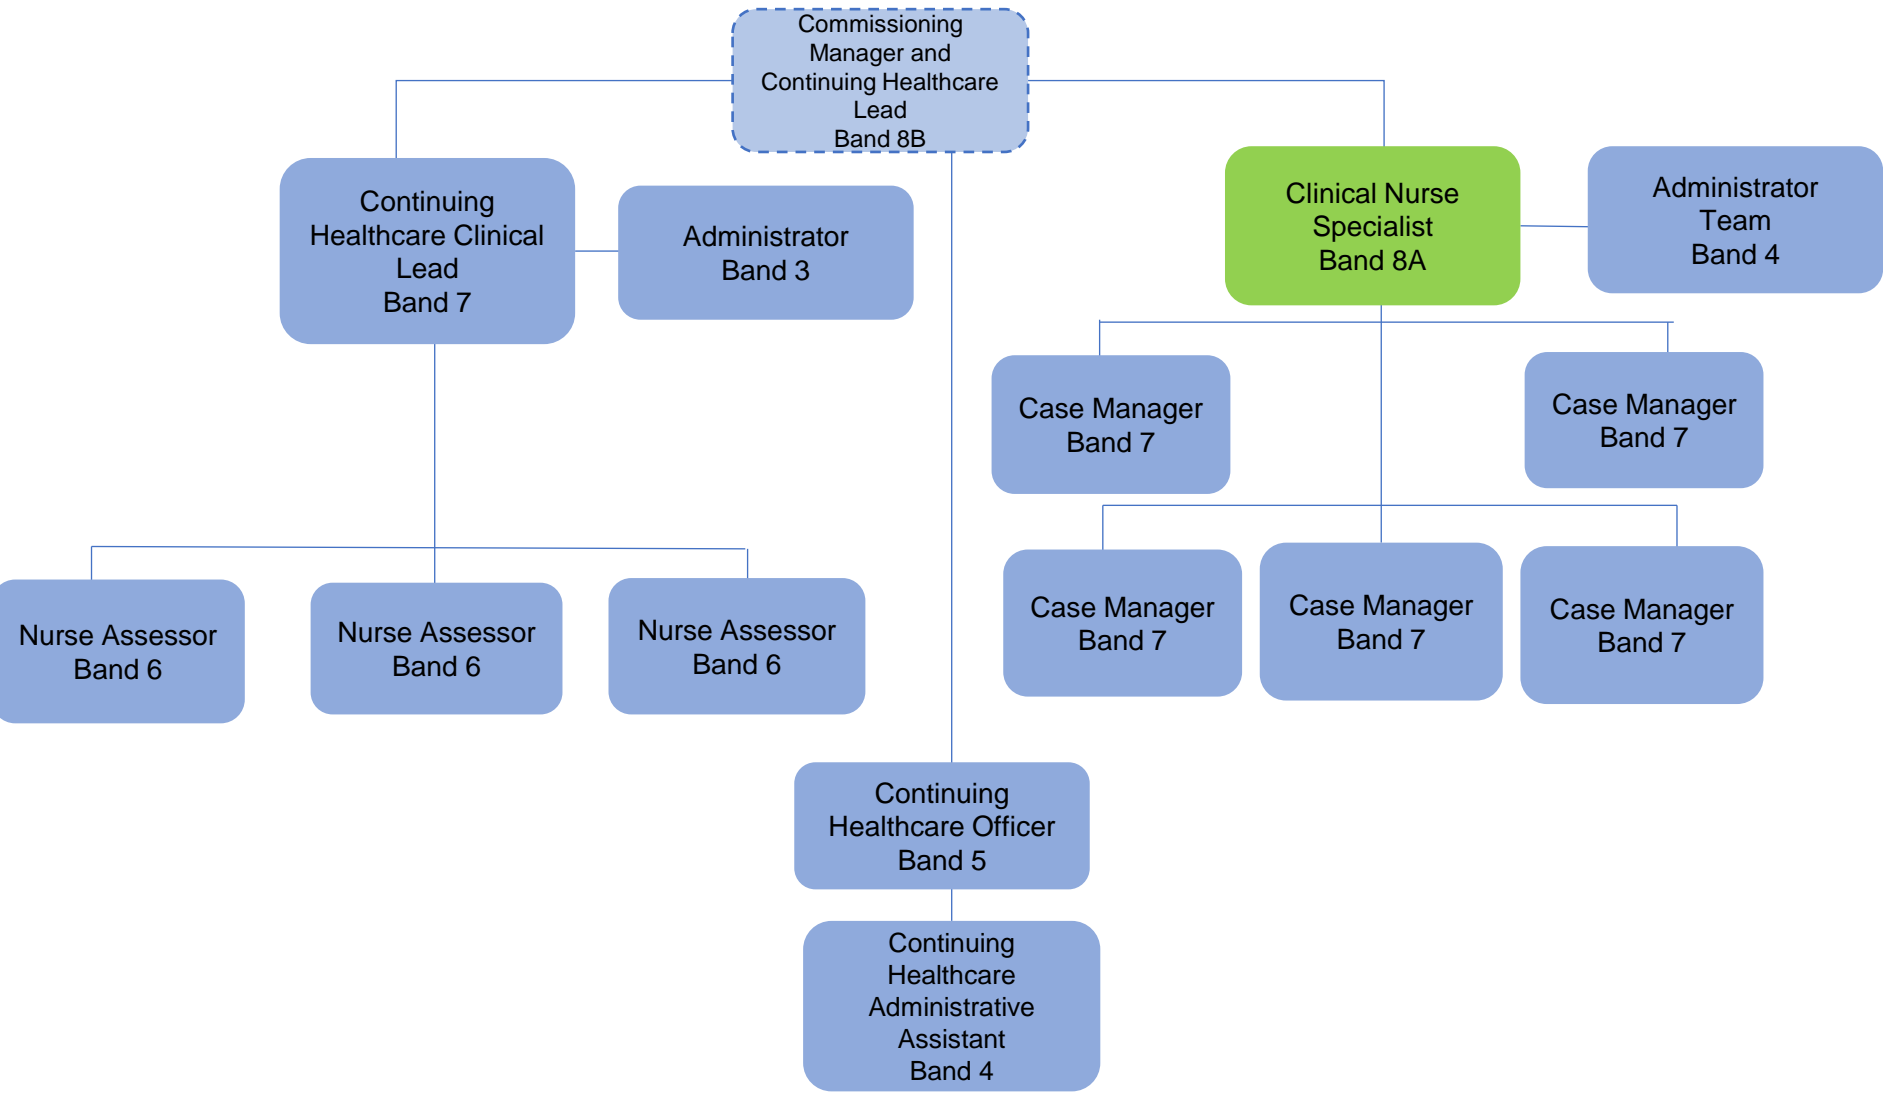 Commissioning
Manager and
Continuing Healthcare
Lead
Band 8B
Continuing
Healthcare Clinical
Lead
Band 7
Administrator
Band 3
Clinical Nurse
Specialist
Band 8A
Administrator
Team
Band 4
Case Manager
Band 7
Case Manager
Band 7
Case Manager
Band 7
Case Manager
Band 7
Case Manager
Band 7
Nurse Assessor
Band 6
Nurse Assessor
Band 6
Nurse Assessor
Band 6
Continuing
Healthcare Officer
Band 5
Continuing
Healthcare
Administrative
Assistant
Band 4